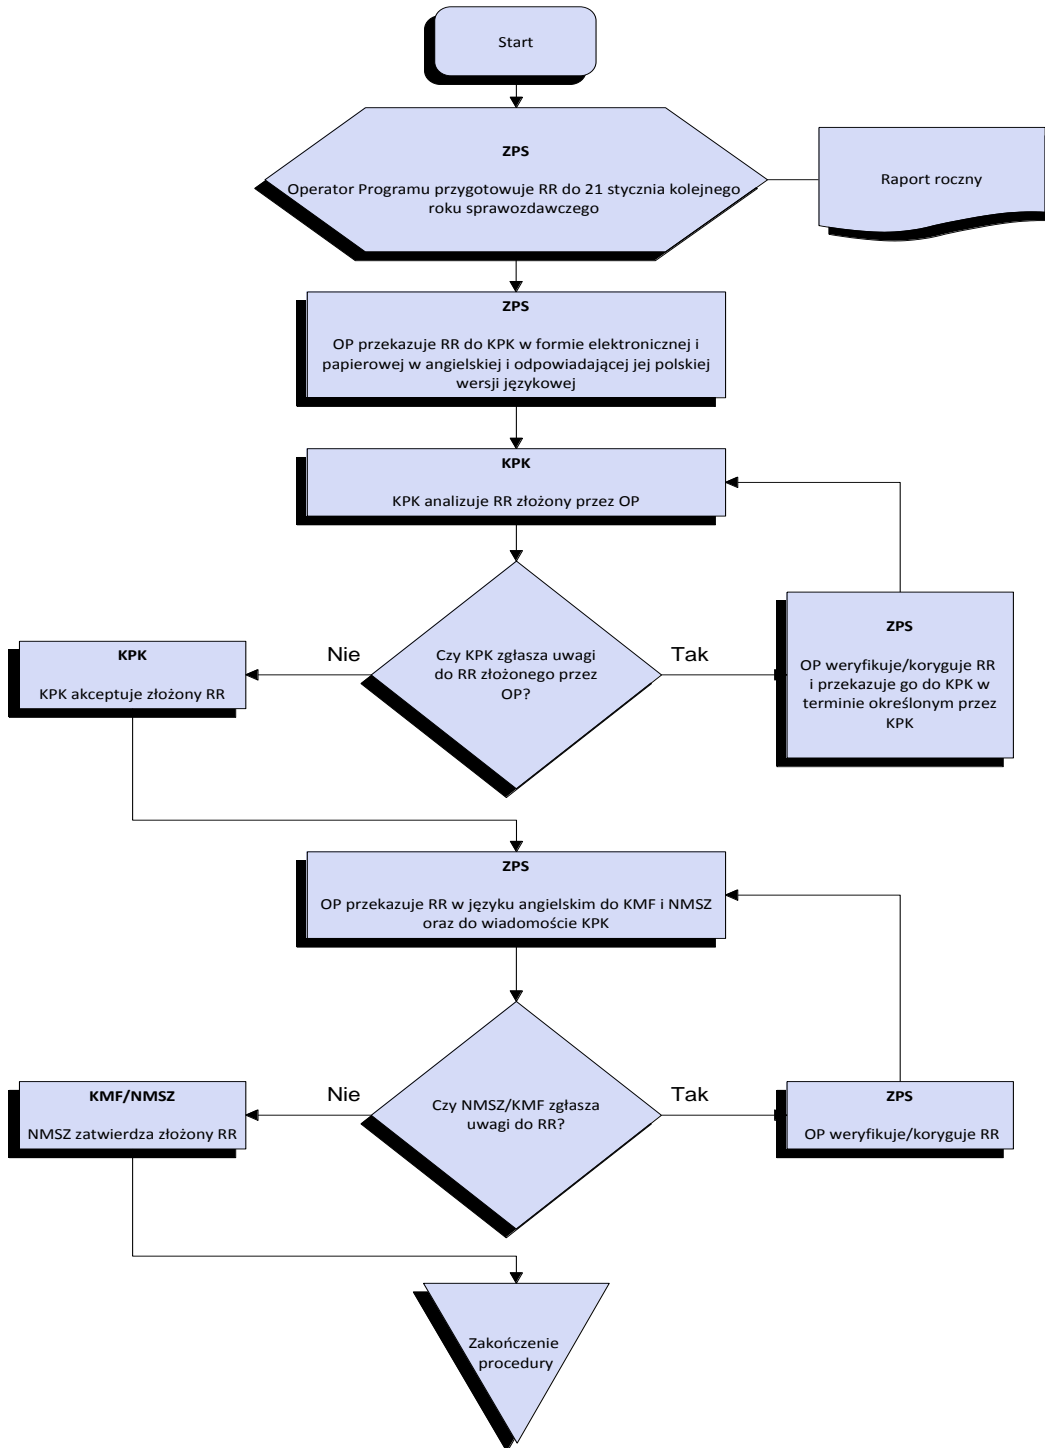 Start
ZPS
Operator Programu przygotowuje RR do 21 stycznia kolejnego
roku sprawozdawczego
Raport roczny
ZPS
OP przekazuje RR do KPK w formie elektronicznej i
papierowej w angielskiej i odpowiadającej jej polskiej
wersji językowej
KPK
KPK analizuje RR złożony przez OP
Czy KPK zgłasza uwagi
do RR złożonego przez
OP?
Nie
Tak
KPK
KPK akceptuje złożony RR
ZPS
OP weryfikuje/koryguje RR
i przekazuje go do KPK w
terminie określonym przez
KPK
ZPS
OP przekazuje RR w języku angielskim do KMF i NMSZ
oraz do wiadomoście KPK
Czy NMSZ/KMF zgłasza
uwagi do RR?
Nie
Tak
KMF/NMSZ
NMSZ zatwierdza złożony RR
ZPS
OP weryfikuje/koryguje RR
Zakończenie
procedury